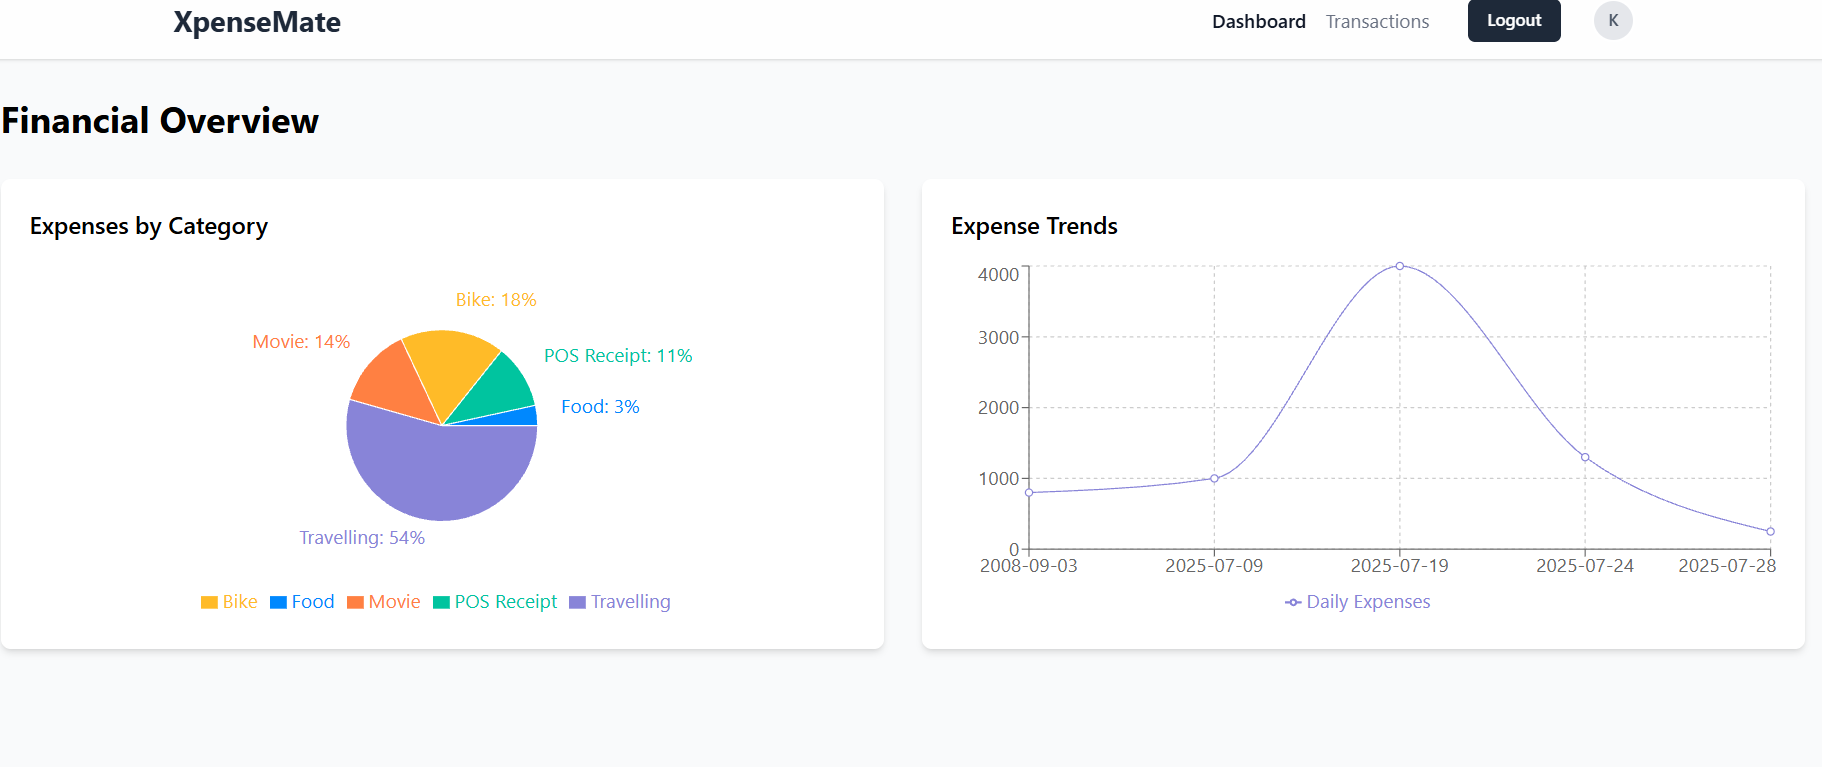 XpenseMate
Dashboard Transactions Logout K
Financial Overview
Expenses by Category
Bike: 18%
Movie: 14%
POS Receipt: 11%
Food: 3%
Travelling: 54%
Bike Food Movie POS Receipt Travelling
Expense Trends
4000
3000
2000
1000
0
2008-09-03 2025-07-09 2025-07-19 2025-07-24 2025-07-28
Daily Expenses